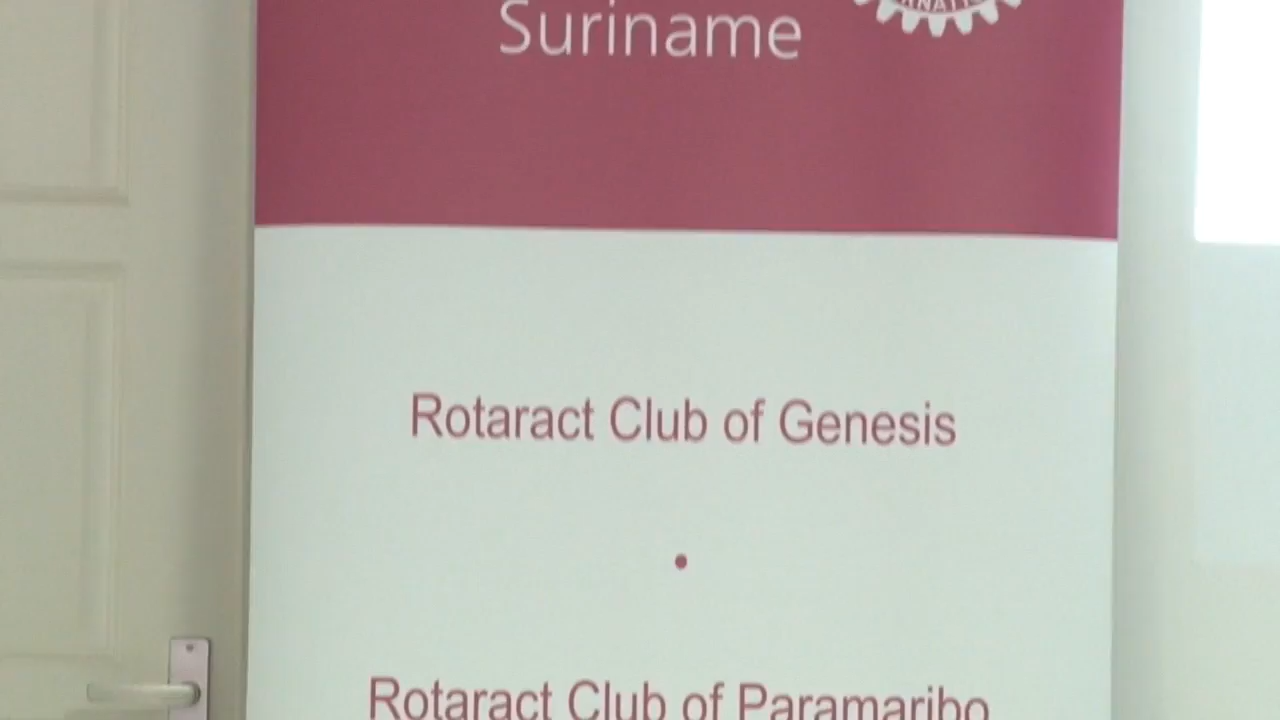 Suriname
Rotaract Club of Genesis
•
Rotaract Club of Paramaribo